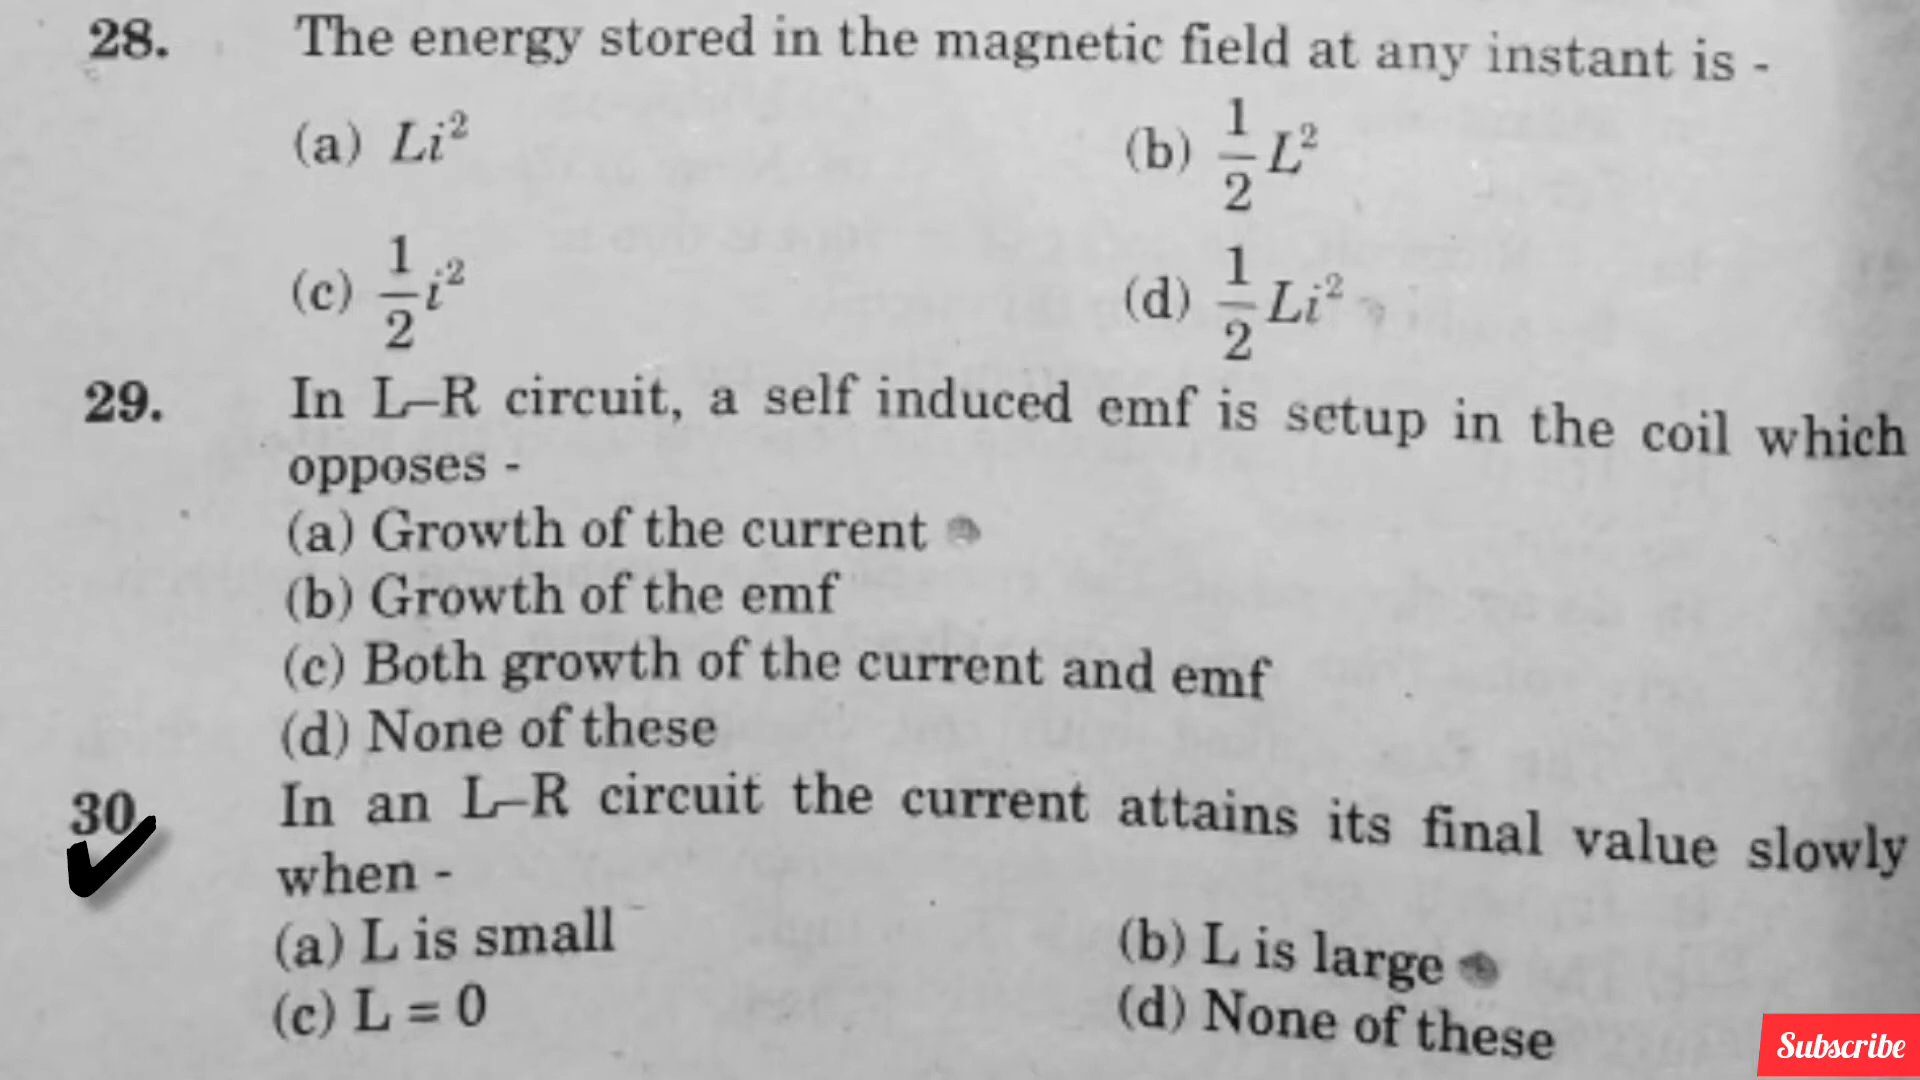 28. The energy stored in the magnetic field at any instant is -
(a) Li² (b) 1/2 L²
(c) 1/2 i² (d) 1/2 Li²
29. In L–R circuit, a self induced emf is setup in the coil which
opposes -
(a) Growth of the current
(b) Growth of the emf
(c) Both growth of the current and emf
(d) None of these
30. In an L–R circuit the current attains its final value slowly
when -
(a) L is small (b) L is large
(c) L = 0 (d) None of these
Subscribe